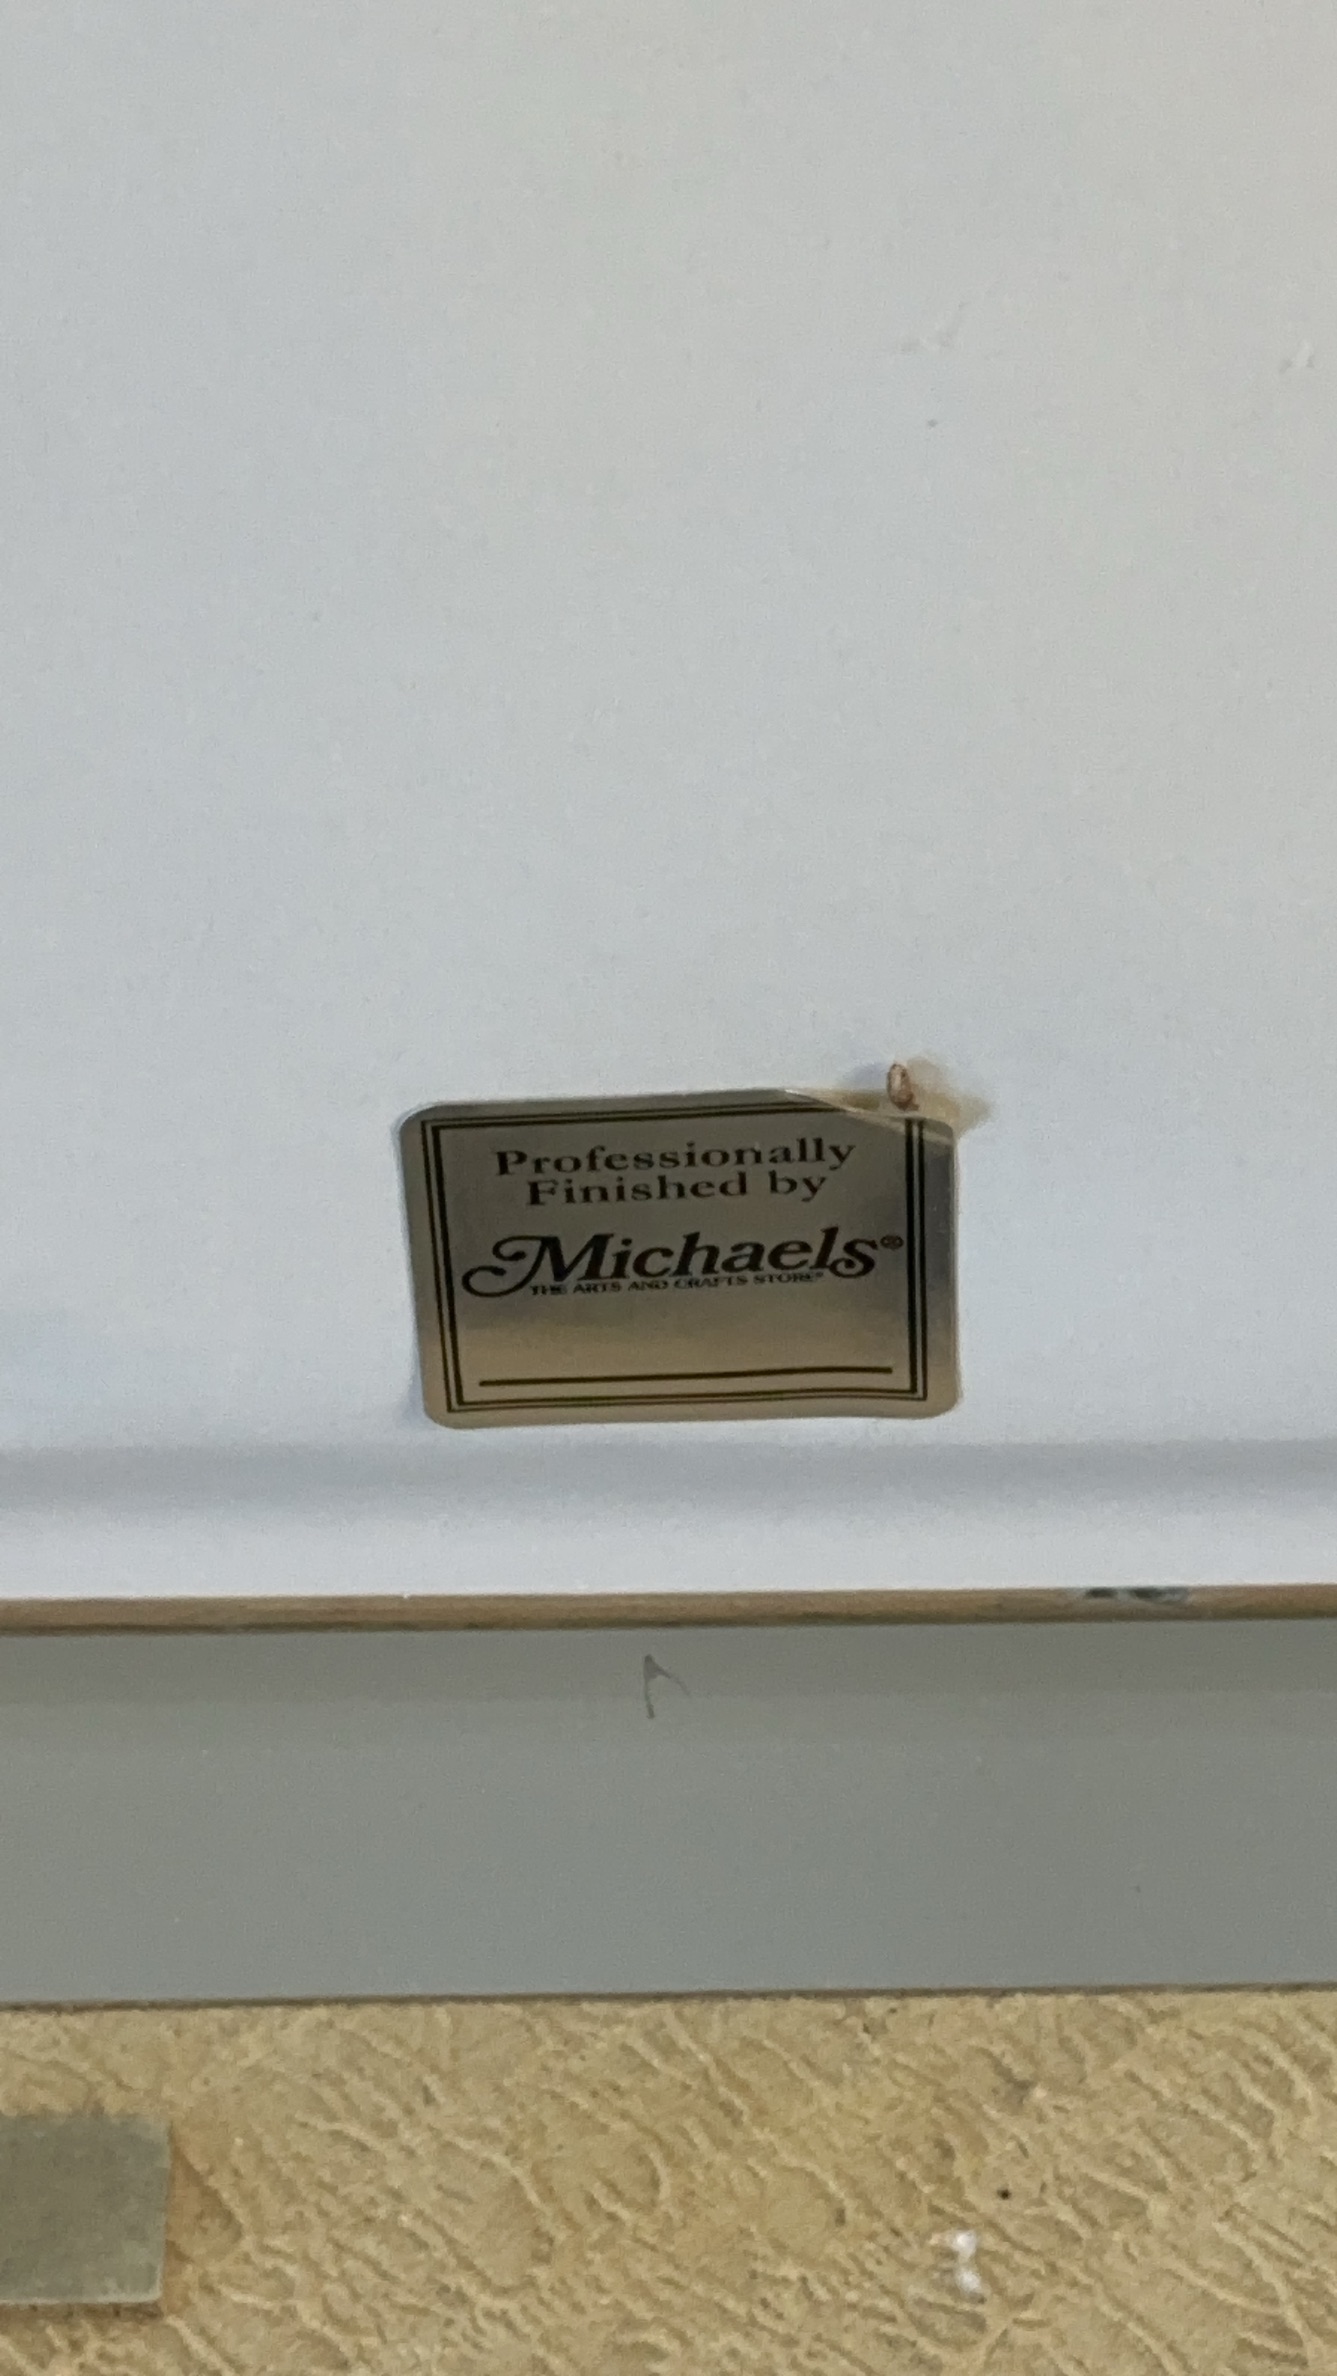 Professionally
Finished by
Michaels®
THE ARTS AND CRAFTS STORE®